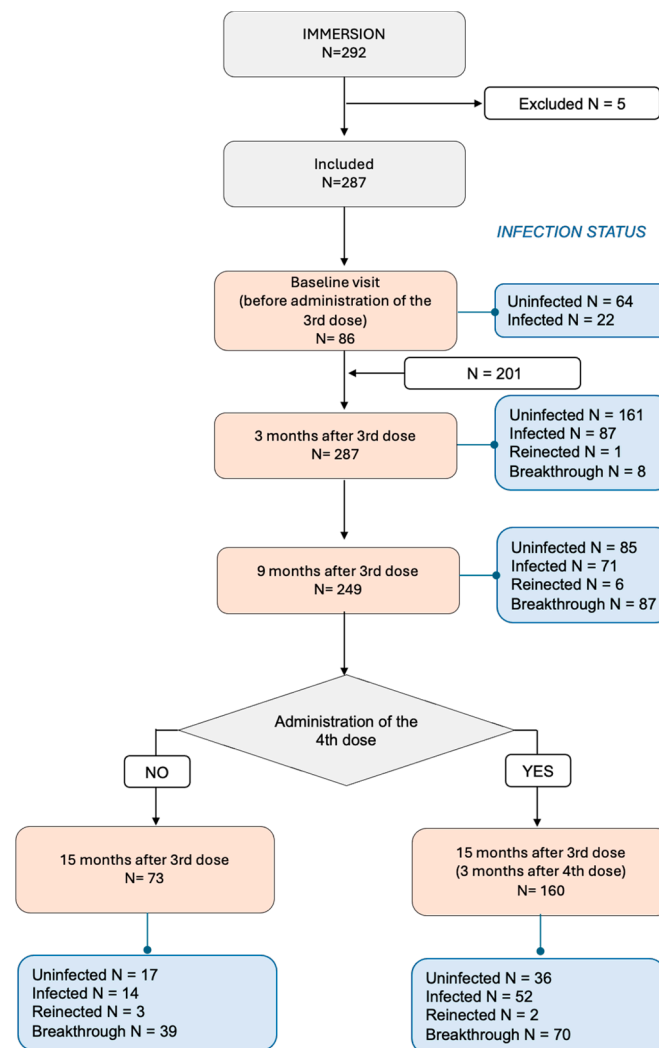 IMMERSION
N=292
Excluded N = 5
Included
N=287
INFECTION STATUS
Baseline visit
(before administration of the
3rd dose)
N= 86
Uninfected N = 64
Infected N = 22
N = 201
3 months after 3rd dose
N= 287
Uninfected N = 161
Infected N = 87
Reinected N = 1
Breakthrough N = 8
9 months after 3rd dose
N= 249
Uninfected N = 85
Infected N = 71
Reinected N = 6
Breakthrough N = 87
Administration of the
4th dose
NO
YES
15 months after 3rd dose
N= 73
15 months after 3rd dose
(3 months after 4th dose)
N= 160
Uninfected N = 17
Infected N = 14
Reinected N = 3
Breakthrough N = 39
Uninfected N = 36
Infected N = 52
Reinected N = 2
Breakthrough N = 70